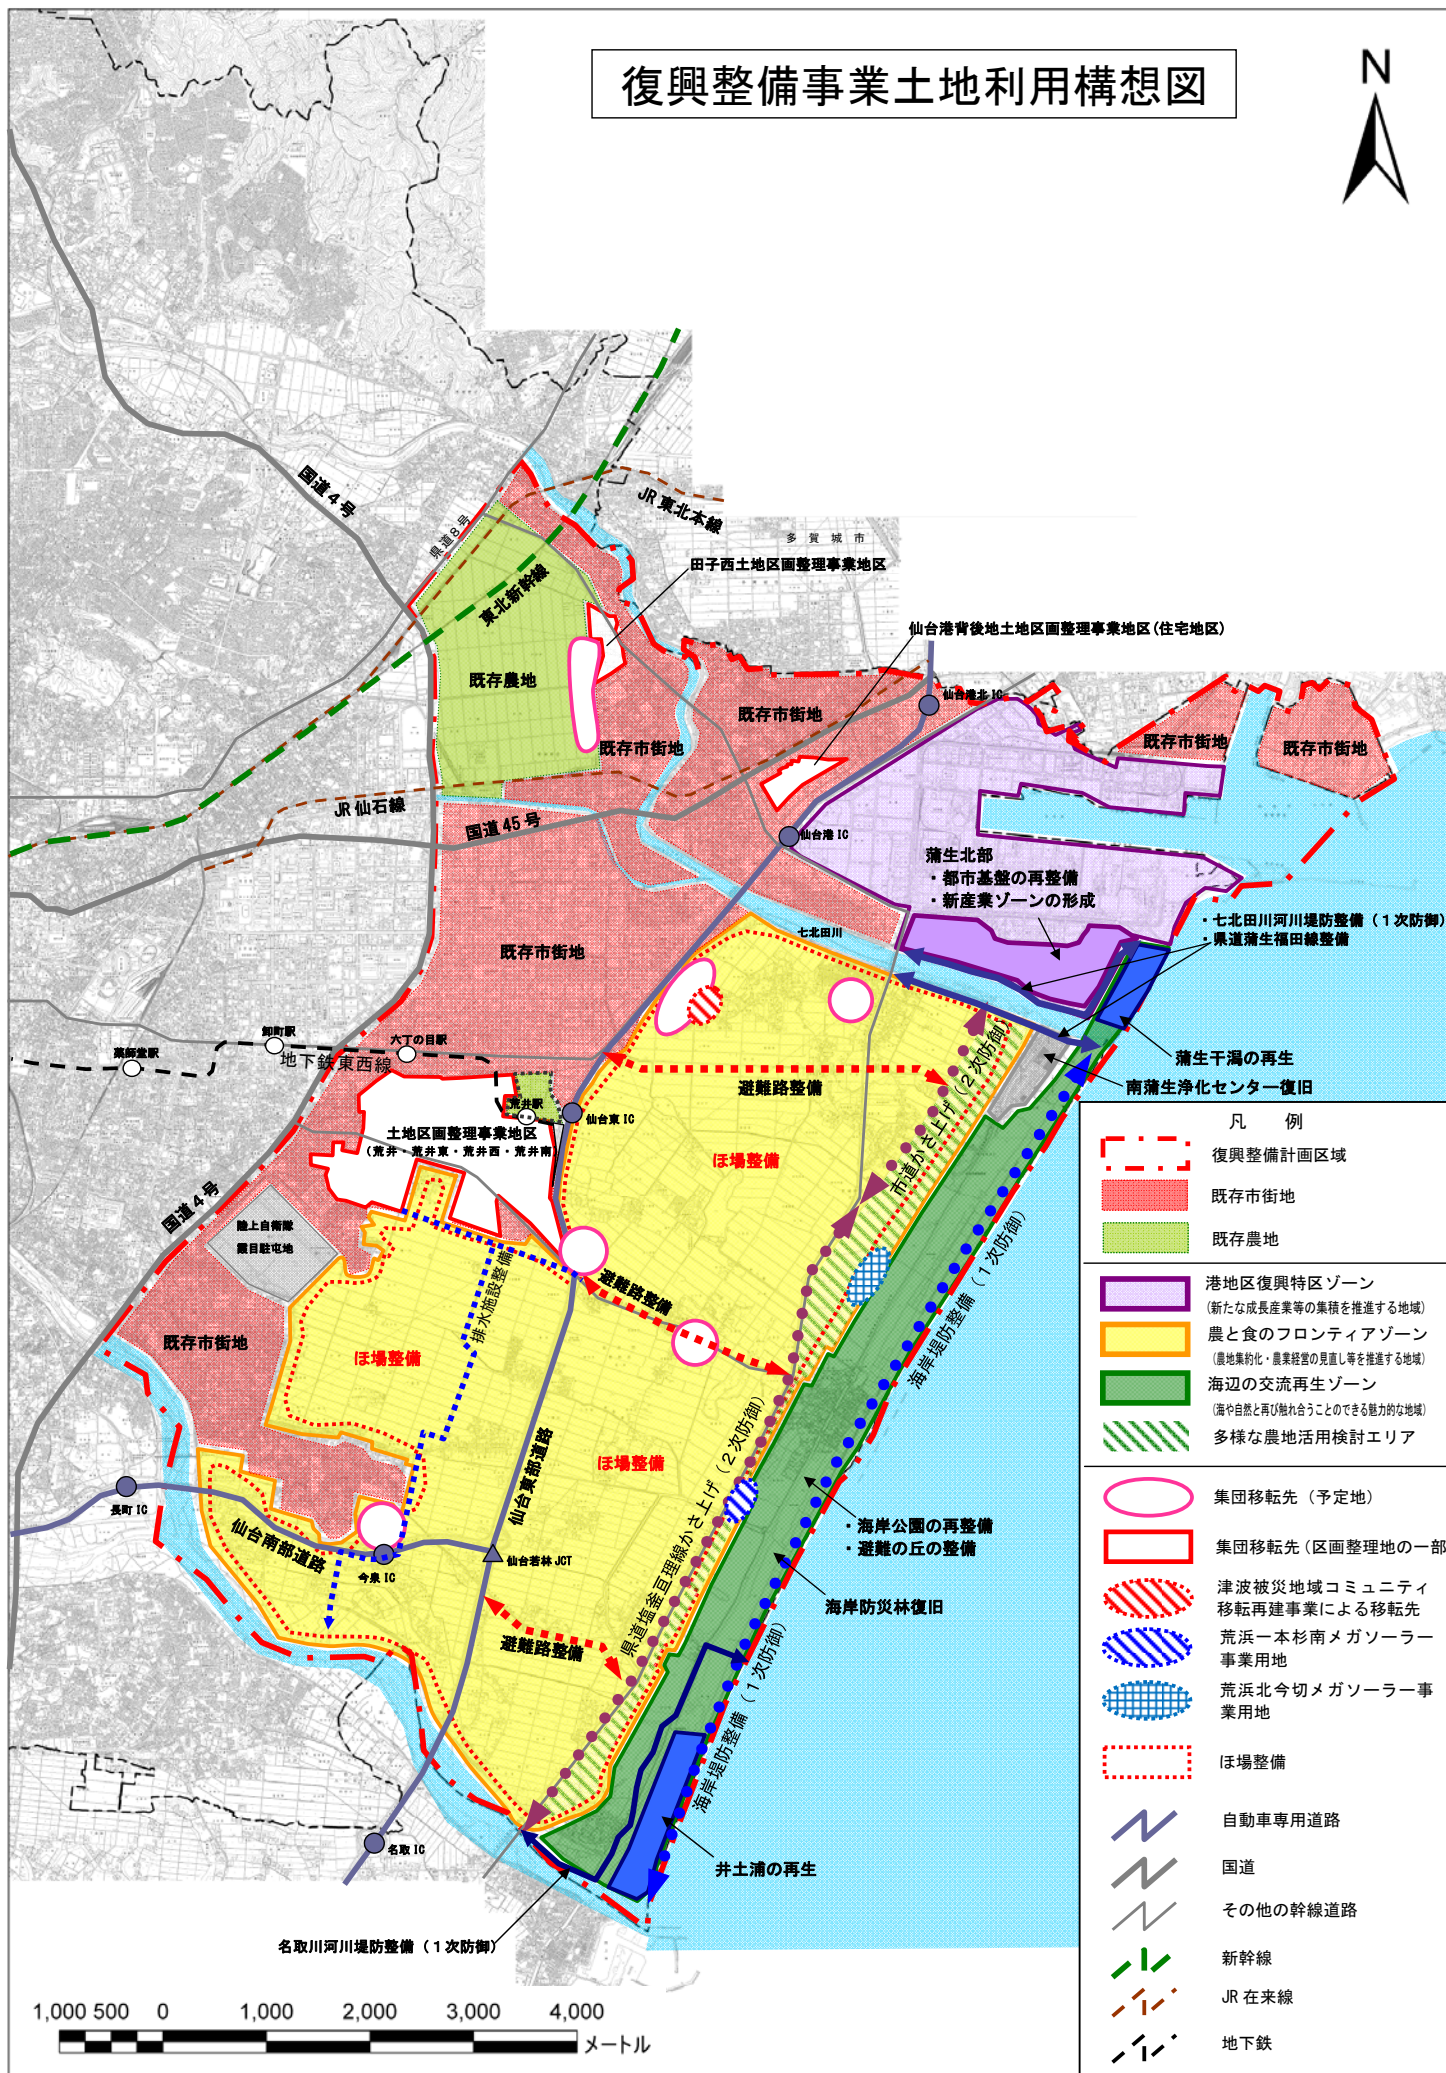 復興整備事業土地利用構想図
N
国道4号
県道8号
JR東北本線
東北新幹線
多賀城市
田子西土地区画整理事業地区
仙台港背後地土地区画整理事業地区(住宅地区)
既存農地
仙台港北IC
既存市街地
既存市街地
既存市街地
既存市街地
JR仙石線
国道45号
仙台港IC
蒲生北部
・都市基盤の再整備
・新産業ゾーンの形成
・七北田川河川堤防整備（1次防御）
・県道蒲生福田線整備
七北田川
既存市街地
卸町駅
六丁の目駅
薬師堂駅
地下鉄東西線
蒲生干潟の再生
南蒲生浄化センター復旧
避難路整備
市道かさ上げ（2次防御）
荒井駅
仙台東IC
土地区画整理事業地区
(荒井・荒井東・荒井西・荒井南)
ほ場整備
国道4号
陸上自衛隊
霞目駐屯地
排水施設整備
避難路整備
海岸堤防整備（1次防御）
既存市街地
ほ場整備
ほ場整備
仙台東部道路
県道塩釜亘理線かさ上げ（2次防御）
長町IC
仙台南部道路
今泉IC
仙台若林JCT
・海岸公園の再整備
・避難の丘の整備
海岸防災林復旧
避難路整備
海岸堤防整備（1次防御）
名取IC
井土浦の再生
名取川河川堤防整備（1次防御）
1,000 500 0 1,000 2,000 3,000 4,000
メートル
凡例
復興整備計画区域
既存市街地
既存農地
港地区復興特区ゾーン
(新たな成長産業等の集積を推進する地域)
農と食のフロンティアゾーン
(農地集約化・農業経営の見直し等を推進する地域)
海辺の交流再生ゾーン
(海や自然と再び触れ合うことのできる魅力的な地域)
多様な農地活用検討エリア
集団移転先（予定地）
集団移転先(区画整理地の一部
津波被災地域コミュニティ
移転再建事業による移転先
荒浜一本杉南メガソーラー
事業用地
荒浜北今切メガソーラー事
業用地
ほ場整備
自動車専用道路
国道
その他の幹線道路
新幹線
JR在来線
地下鉄